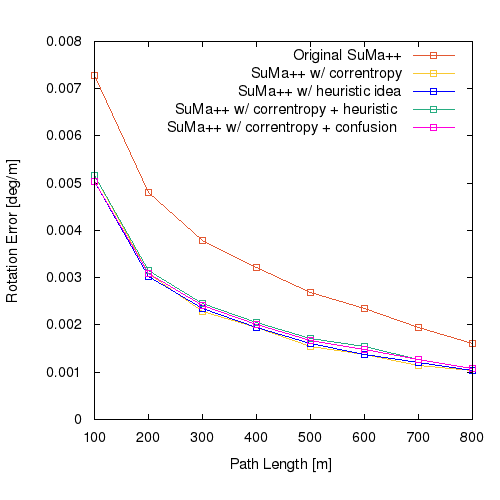 0.008
0.007
0.006
0.005
0.004
0.003
0.002
0.001
0
100 200 300 400 500 600 700 800
Rotation Error [deg/m]
Path Length [m]
Original SuMa++
SuMa++ w/ correntropy
SuMa++ w/ heuristic idea
SuMa++ w/ correntropy + heuristic
SuMa++ w/ correntropy + confusion